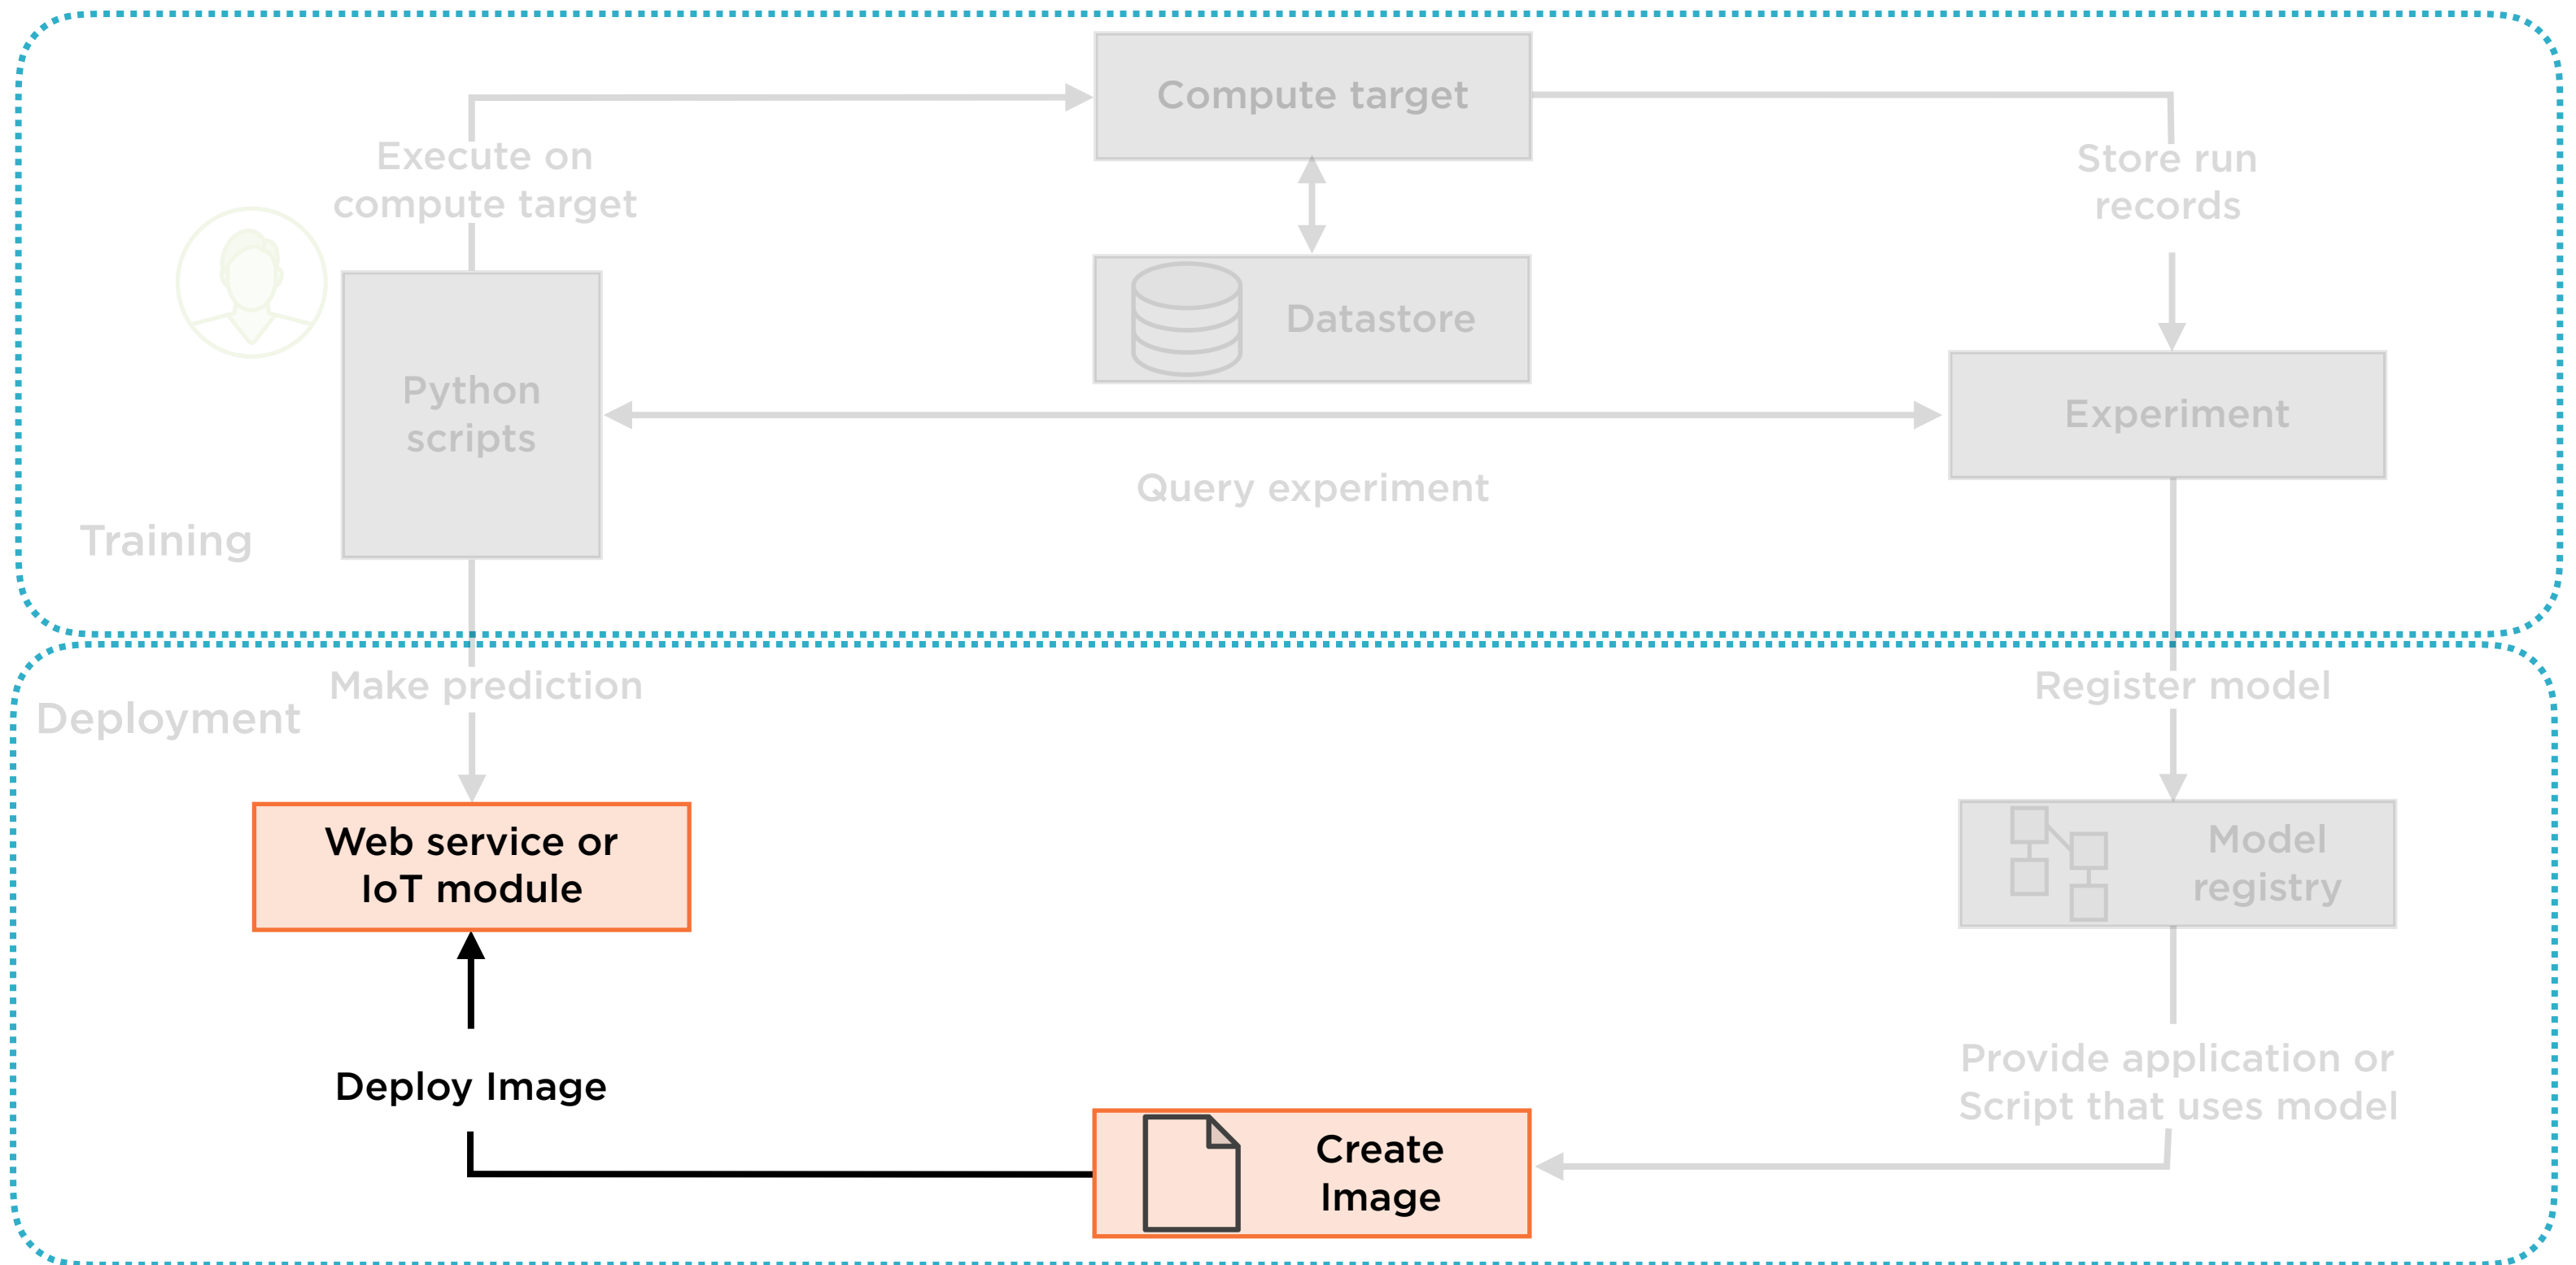 Compute target
Execute on
compute target
Store run
records
Datastore
Python
scripts
Experiment
Query experiment
Training
Make prediction
Register model
Deployment
Web service or
IoT module
Model
registry
Provide application or
Script that uses model
Deploy Image
Create
Image